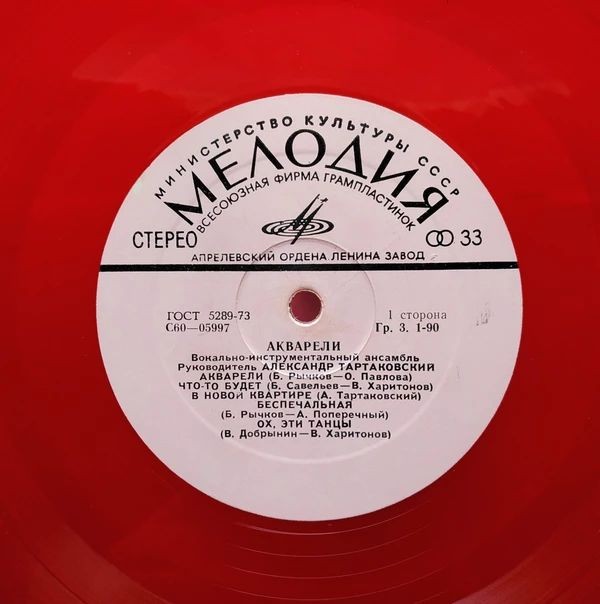 МИНИСТЕРСТВО КУЛЬТУРЫ СССР
МЕЛОДИЯ
ВСЕСОЮЗНАЯ ФИРМА ГРАМПЛАСТИНОК
СТЕРЕО
33
АПРЕЛЕВСКИЙ ОРДЕНА ЛЕНИНА ЗАВОД
ГОСТ 5289-73
1 сторона
С60—05997
Гр. 3. 1-90
АКВАРЕЛИ
Вокально-инструментальный ансамбль
Руководитель АЛЕКСАНДР ТАРТАКОВСКИЙ
АКВАРЕЛИ (Б. Рычков—О. Павлова)
ЧТО-ТО БУДЕТ (Б. Савельев—В. Харитонов)
В НОВОЙ КВАРТИРЕ (А. Тартаковский)
БЕСПЕЧАЛЬНАЯ
(Б. Рычков—А. Поперечный)
ОХ, ЭТИ ТАНЦЫ
(В. Добрынин—В. Харитонов)